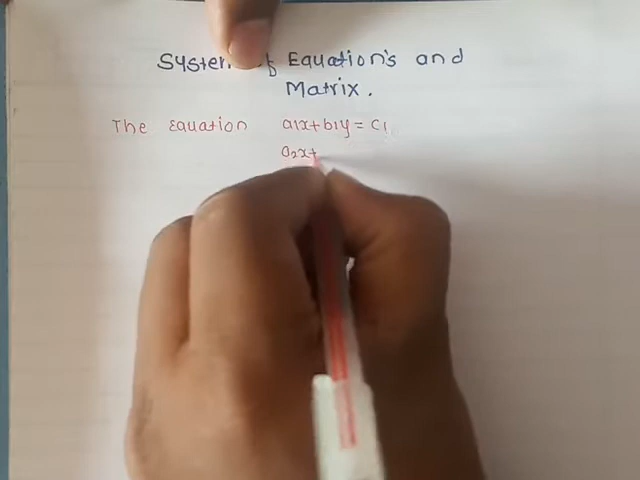 System of Equation's and
Matrix.
The Equation a1x+b1y = C1
a2x+